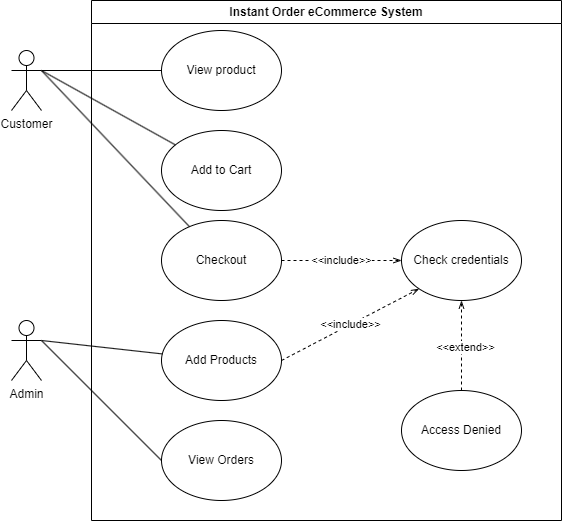 Instant Order eCommerce System
View product
Customer
Add to Cart
Checkout
<<include>>
Check credentials
<<include>>
Admin
Add Products
<<extend>>
View Orders
Access Denied